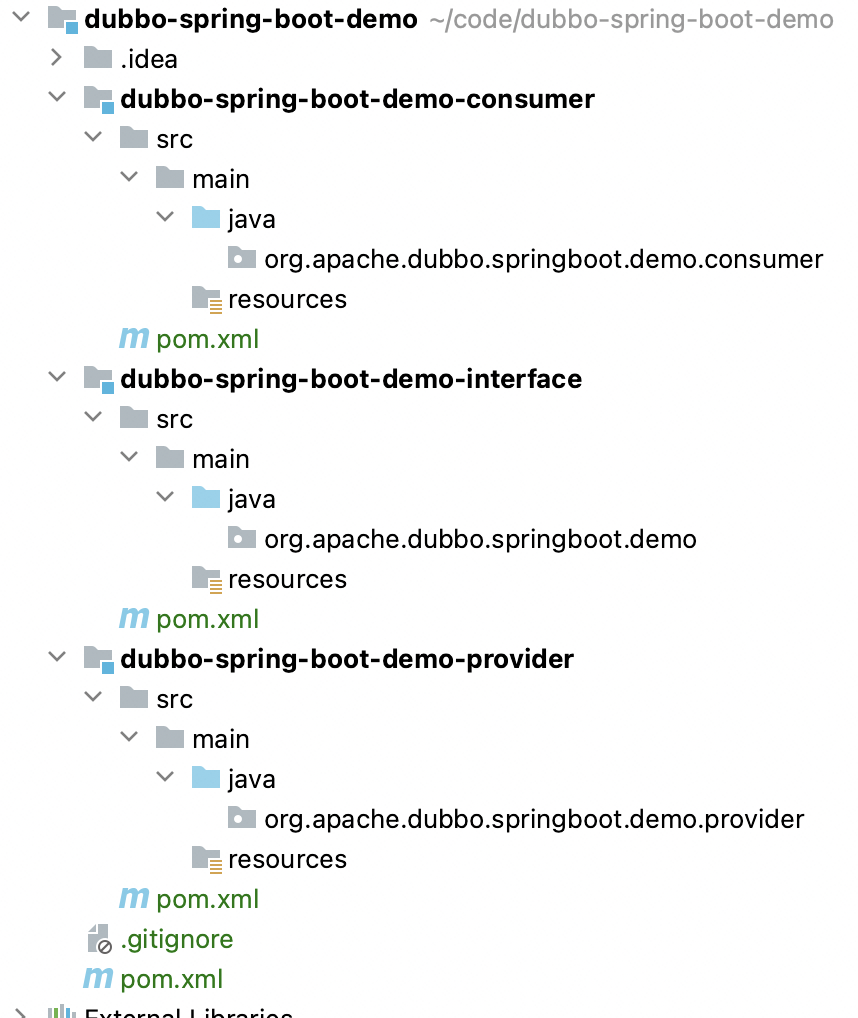 dubbo-spring-boot-demo ~/code/dubbo-spring-boot-demo
.idea
dubbo-spring-boot-demo-consumer
src
main
java
org.apache.dubbo.springboot.demo.consumer
resources
m pom.xml
dubbo-spring-boot-demo-interface
src
main
java
org.apache.dubbo.springboot.demo
resources
m pom.xml
dubbo-spring-boot-demo-provider
src
main
java
org.apache.dubbo.springboot.demo.provider
resources
m pom.xml
.gitignore
m pom.xml
External Libraries